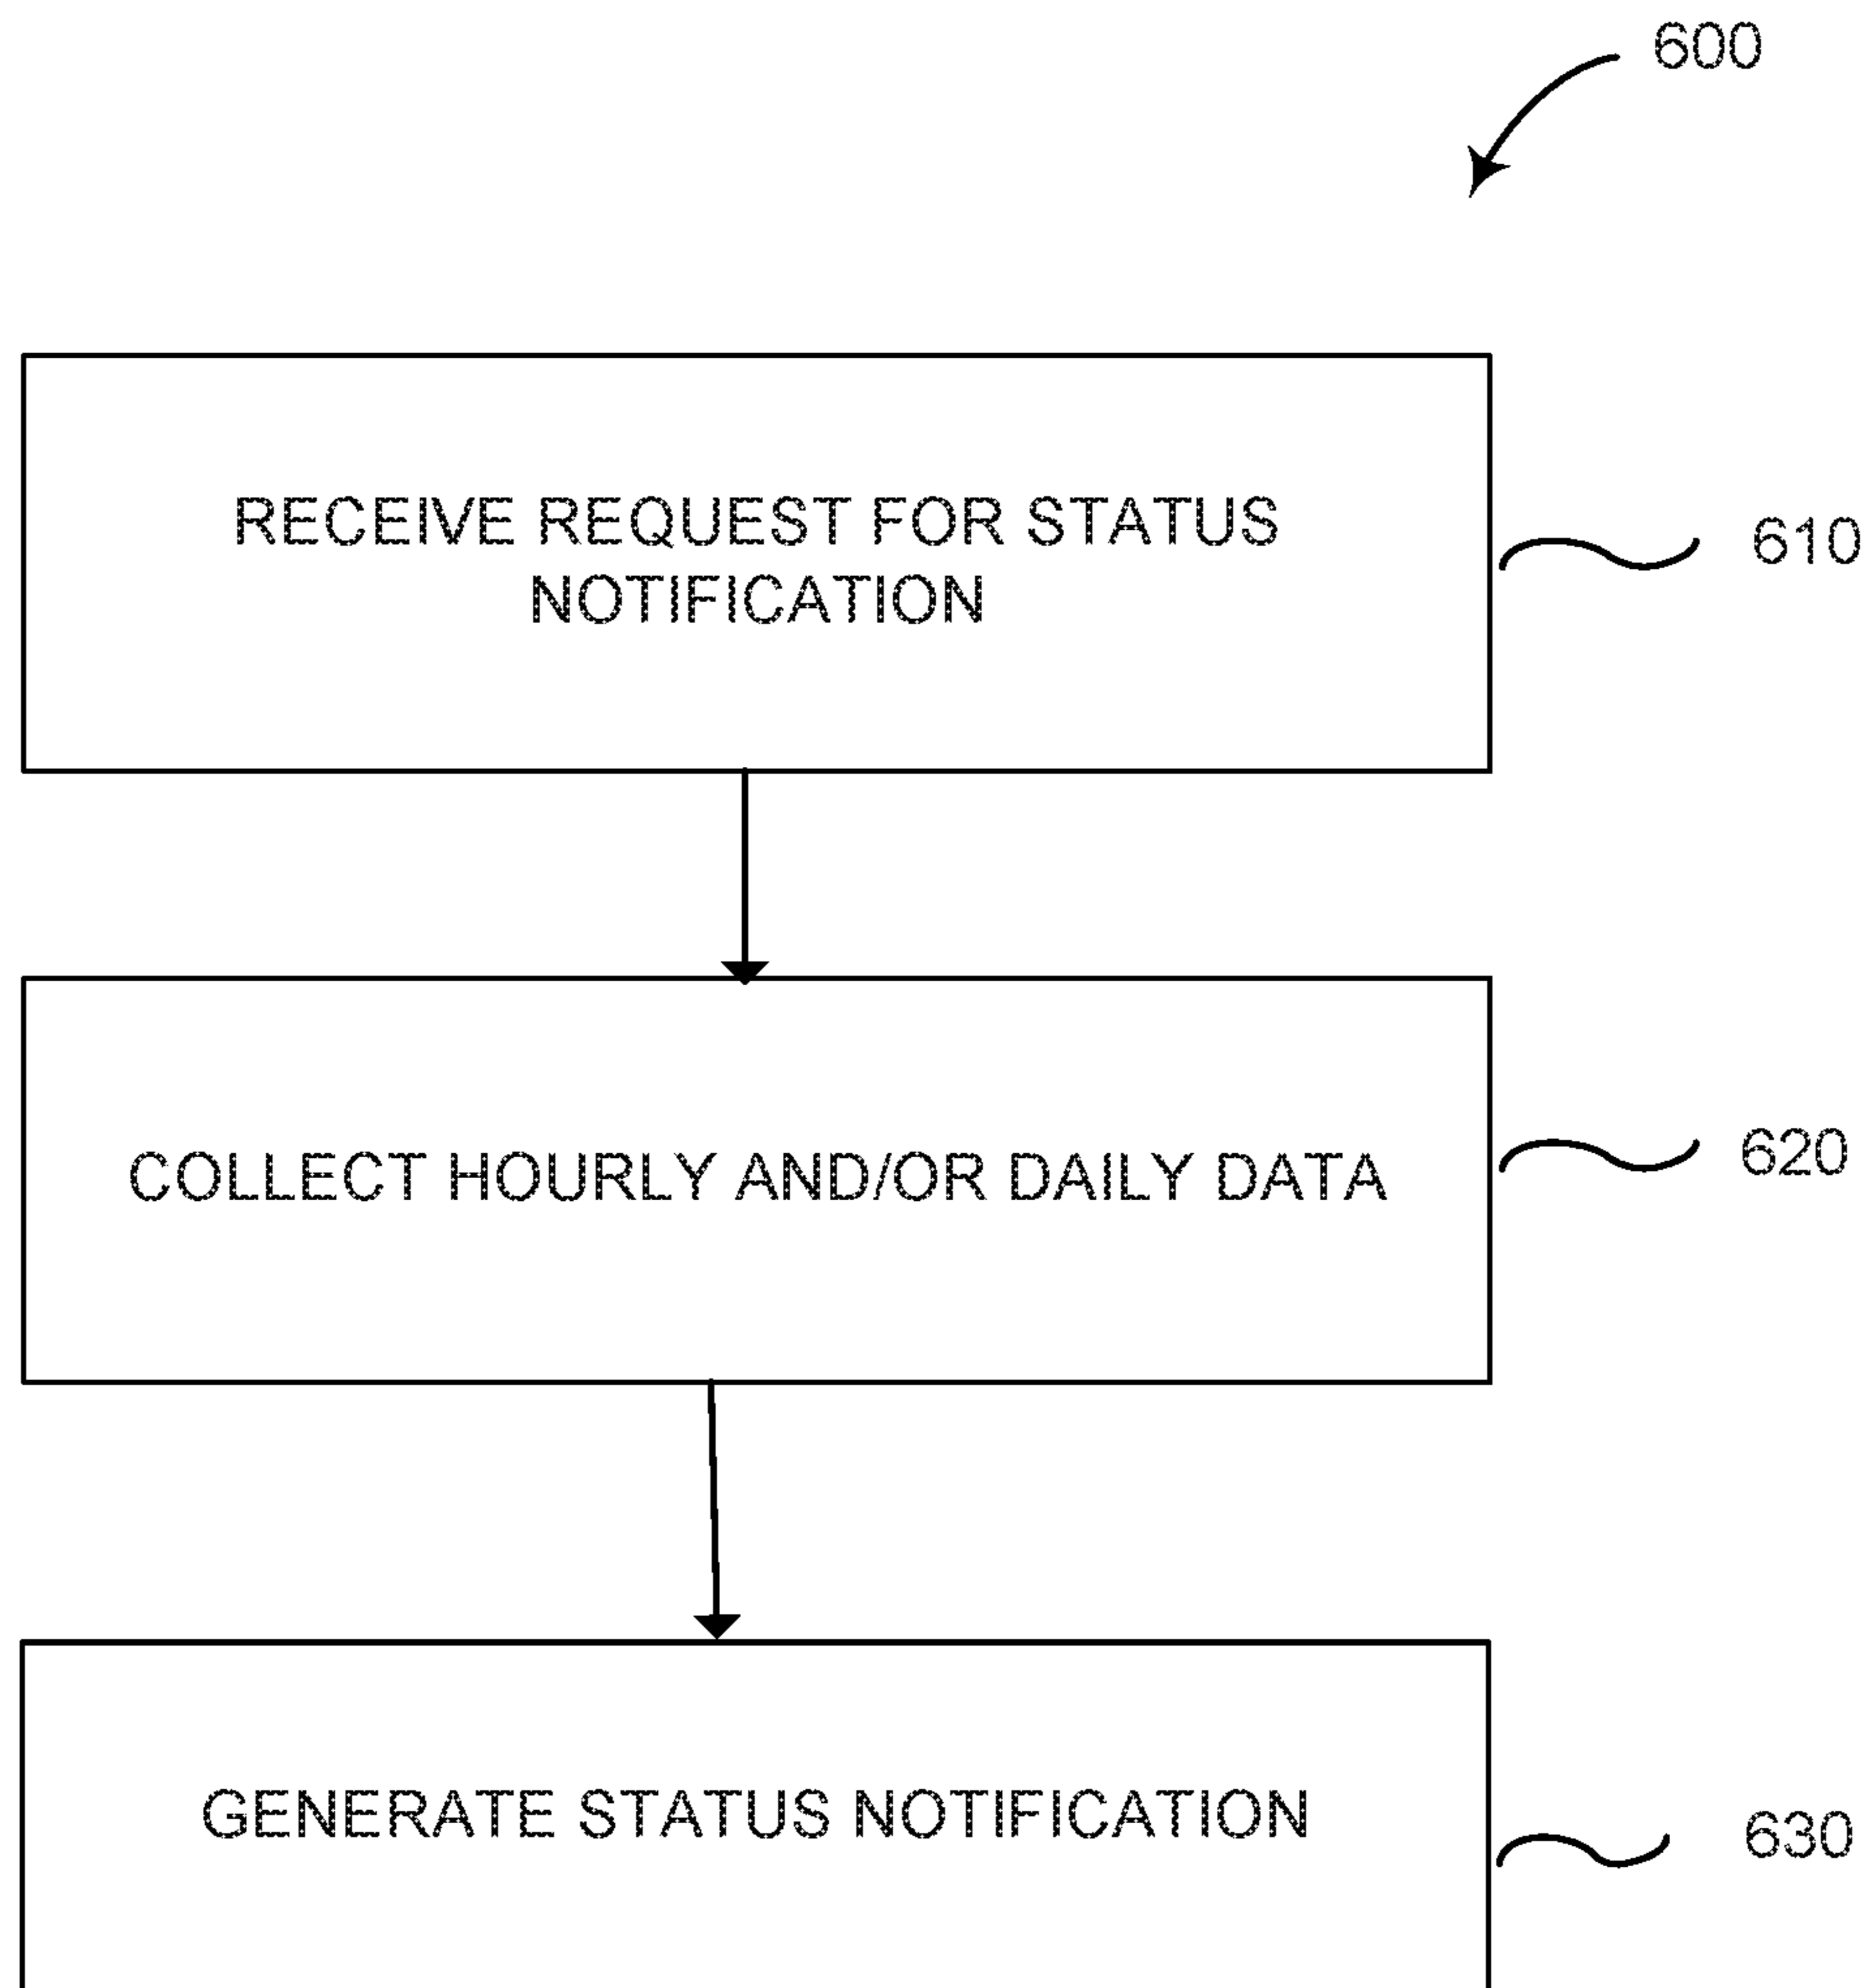 600
RECEIVE REQUEST FOR STATUS
NOTIFICATION
610
COLLECT HOURLY AND/OR DAILY DATA
620
GENERATE STATUS NOTIFICATION
630